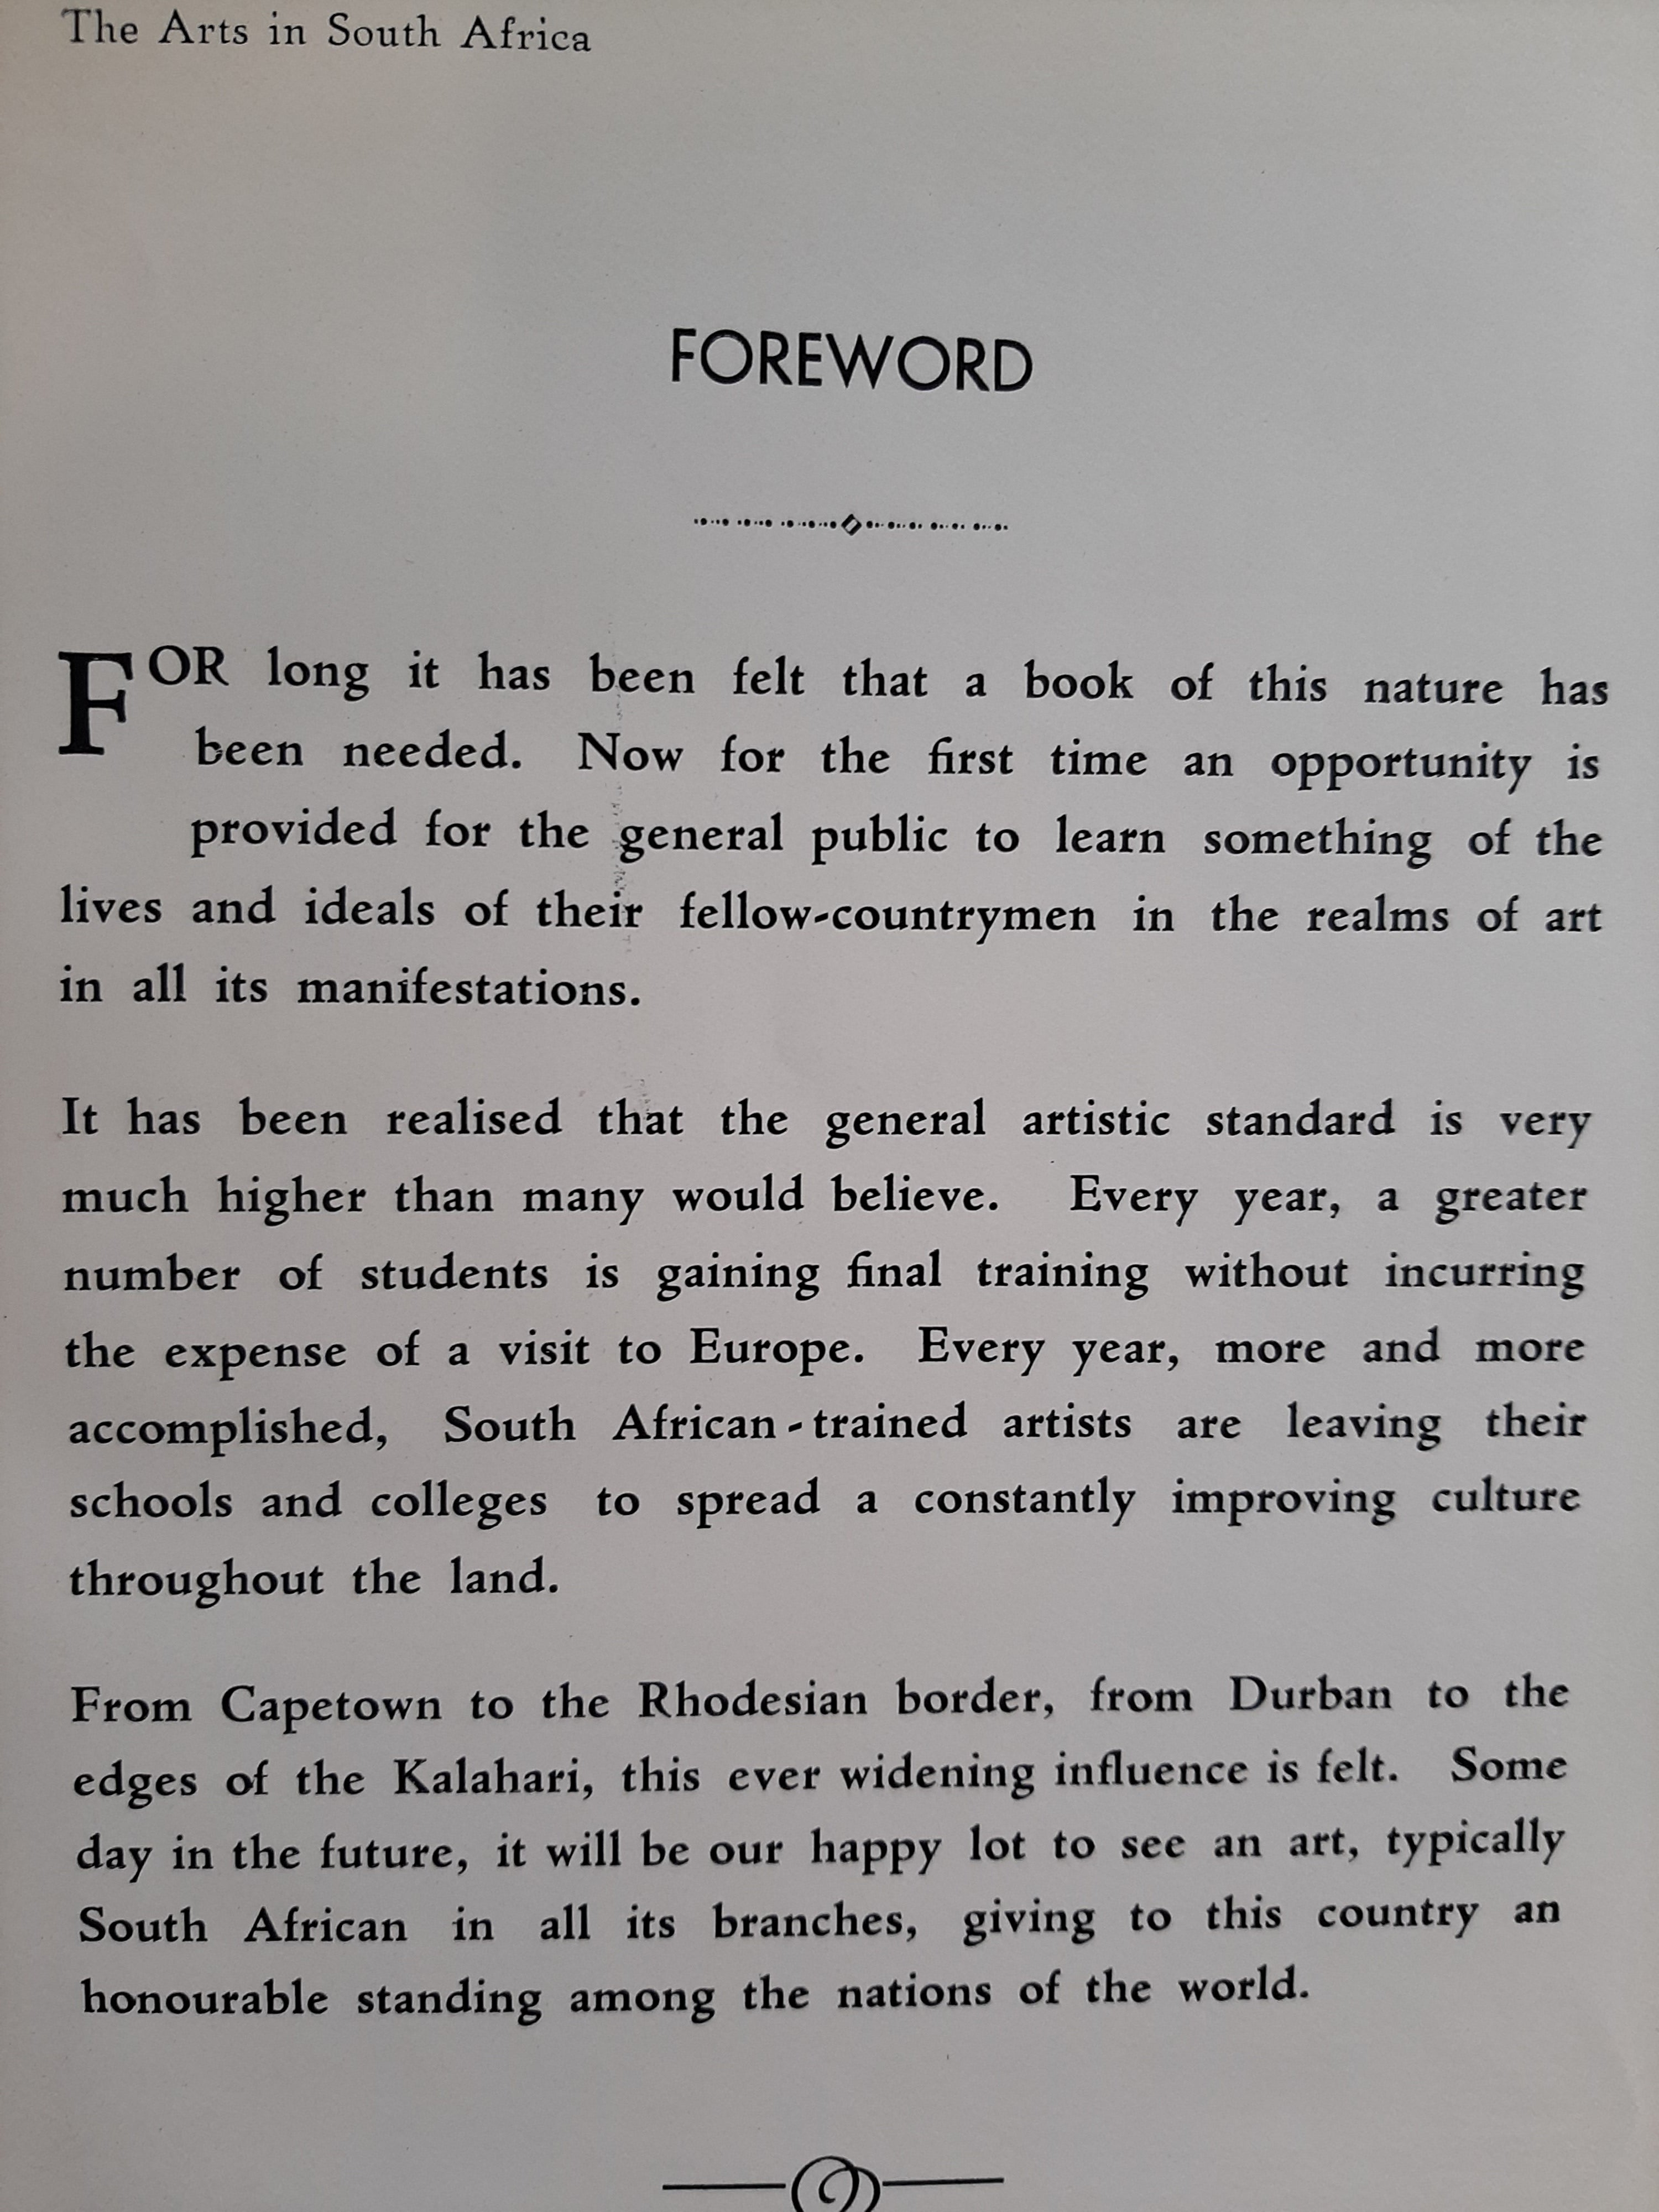 The Arts in South Africa
FOREWORD
FOR long it has been felt that a book of this nature has
been needed. Now for the first time an opportunity is
provided for the general public to learn something of the
lives and ideals of their fellow-countrymen in the realms of art
in all its manifestations.
It has been realised that the general artistic standard is very
much higher than many would believe. Every year, a greater
number of students is gaining final training without incurring
the expense of a visit to Europe. Every year, more and more
accomplished, South African-trained artists are leaving their
schools and colleges to spread a constantly improving culture
throughout the land.
From Capetown to the Rhodesian border, from Durban to the
edges of the Kalahari, this ever widening influence is felt. Some
day in the future, it will be our happy lot to see an art, typically
South African in all its branches, giving to this country an
honourable standing among the nations of the world.